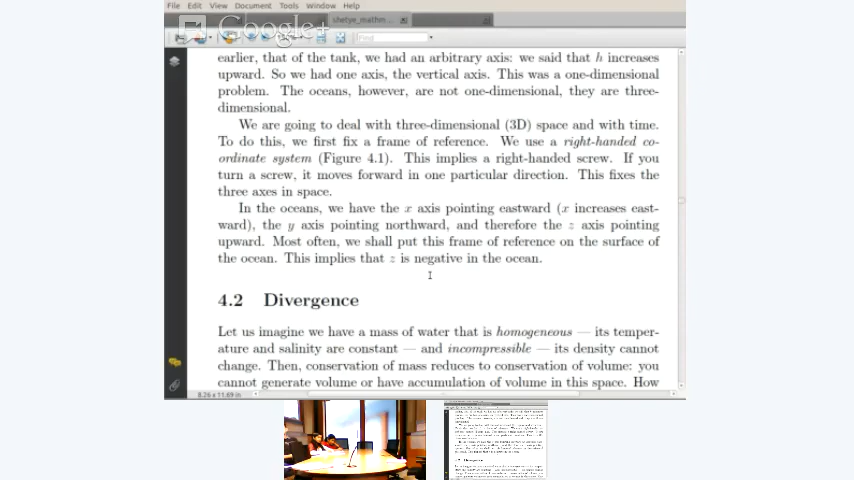 File Edit View Document Tools Window Help
shetye_maithm...
Google+
Find
earlier, that of the tank, we had an arbitrary axis: we said that h increases
upward. So we had one axis, the vertical axis. This was a one-dimensional
problem. The oceans, however, are not one-dimensional, they are three-
dimensional.
We are going to deal with three-dimensional (3D) space and with time.
To do this, we first fix a frame of reference. We use a right-handed co-
ordinate system (Figure 4.1). This implies a right-handed screw. If you
turn a screw, it moves forward in one particular direction. This fixes the
three axes in space.
In the oceans, we have the x axis pointing eastward (x increases east-
ward), the y axis pointing northward, and therefore the z axis pointing
upward. Most often, we shall put this frame of reference on the surface of
the ocean. This implies that z is negative in the ocean.
4.2 Divergence
Let us imagine we have a mass of water that is homogeneous — its temper-
ature and salinity are constant — and incompressible — its density cannot
change. Then, conservation of mass reduces to conservation of volume: you
cannot generate volume or have accumulation of volume in this space. How
8.26 x 11.69 in